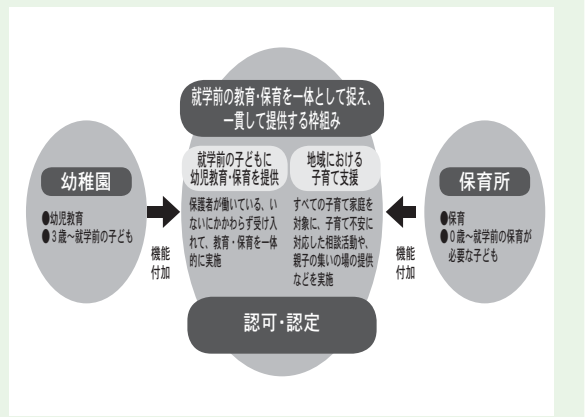 就学前の教育・保育を一体として捉え、
一貫して提供する枠組み
幼稚園
●幼児教育
●3歳～就学前の子ども
機能
付加
就学前の子どもに
幼児教育・保育を提供
保護者が働いている、い
ないにかかわらず受け入
れて、教育・保育を一体
的に実施
地域における
子育て支援
すべての子育て家庭を
対象に、子育て不安に
対応した相談活動や、
親子の集いの場の提供
などを実施
機能
付加
保育所
●保育
●0歳～就学前の保育が
必要な子ども
認可・認定